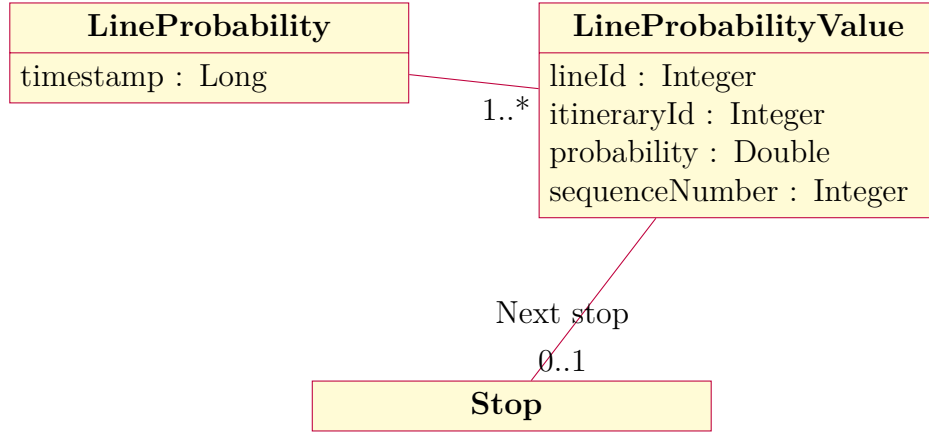 LineProbability
timestamp : Long
LineProbabilityValue
lineId : Integer
itineraryId : Integer
probability : Double
sequenceNumber : Integer
1..*
Next stop
0..1
Stop